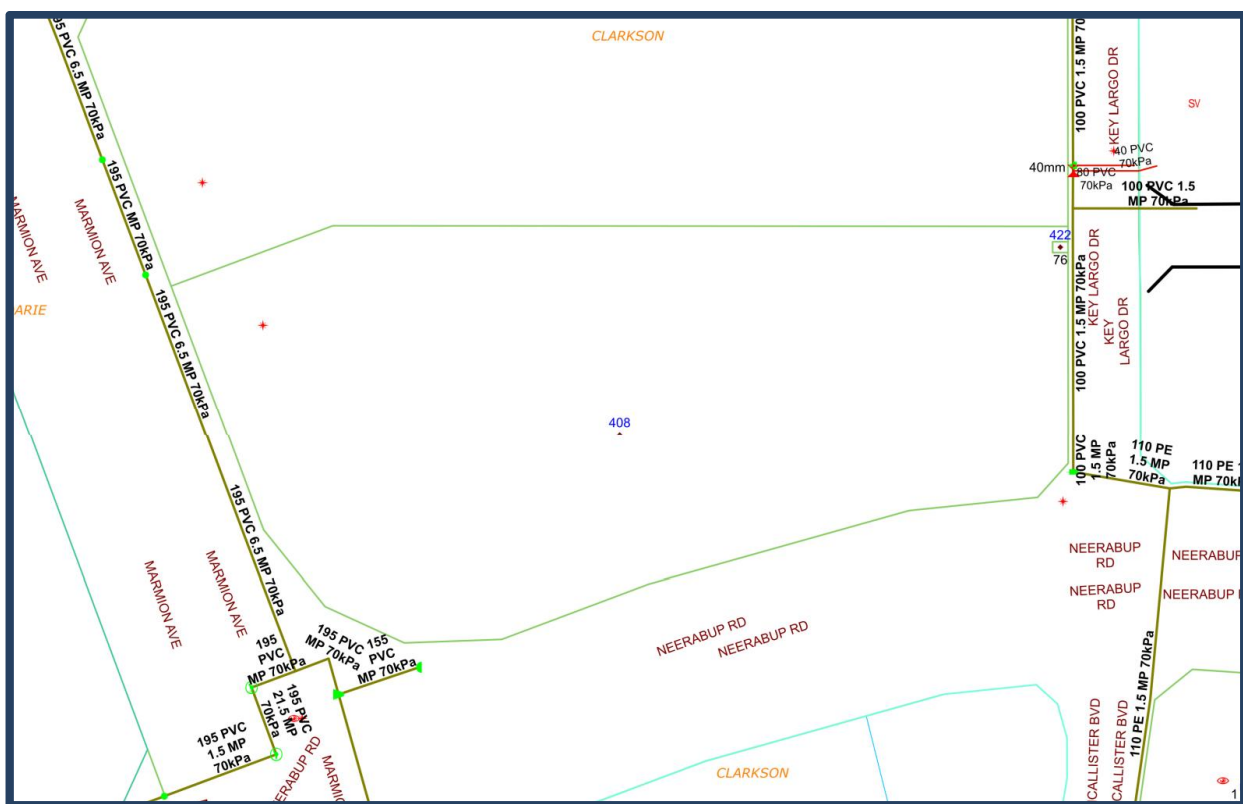 CLARKSON
95 PVC 6.5 MP 70kPa
195 PVC MP 70kPa
MARMION AVE
MARMION AVE
ARIE
195 PVC 6.5 MP 70kPa
195 PVC 6.5 MP 70kPa
100 PVC 1.5 MP 70
KEY LARGO DR
SV
40 PVC
70kPa
40mm
80 PVC
70kPa
100 PVC 1.5
MP 70kPa
422
76
100 PVC 1.5 MP 70kPa
KEY LARGO DR
KEY
LARGO DR
408
100 PVC
1.5 MP
70kPa
110 PE
1.5 MP
70kPa
110 PE 1
MP 70k
MARMION AVE
MARMION AVE
NEERABUP
RD
NEERABUP
RD
NEERABUP
NEERABUP
NEERABUP RD
NEERABUP RD
195
PVC
MP 70kPa
195 PVC
MP 70kPa
155
PVC
MP 70kPa
195 PVC
21.5 MP
70kPa
195 PVC
1.5 MP
70kPa
ERABUP RD
MARMIO
CLARKSON
110 PE 1.5 MP 70kPa
CALLISTER BVD
CALLISTER BVD
1